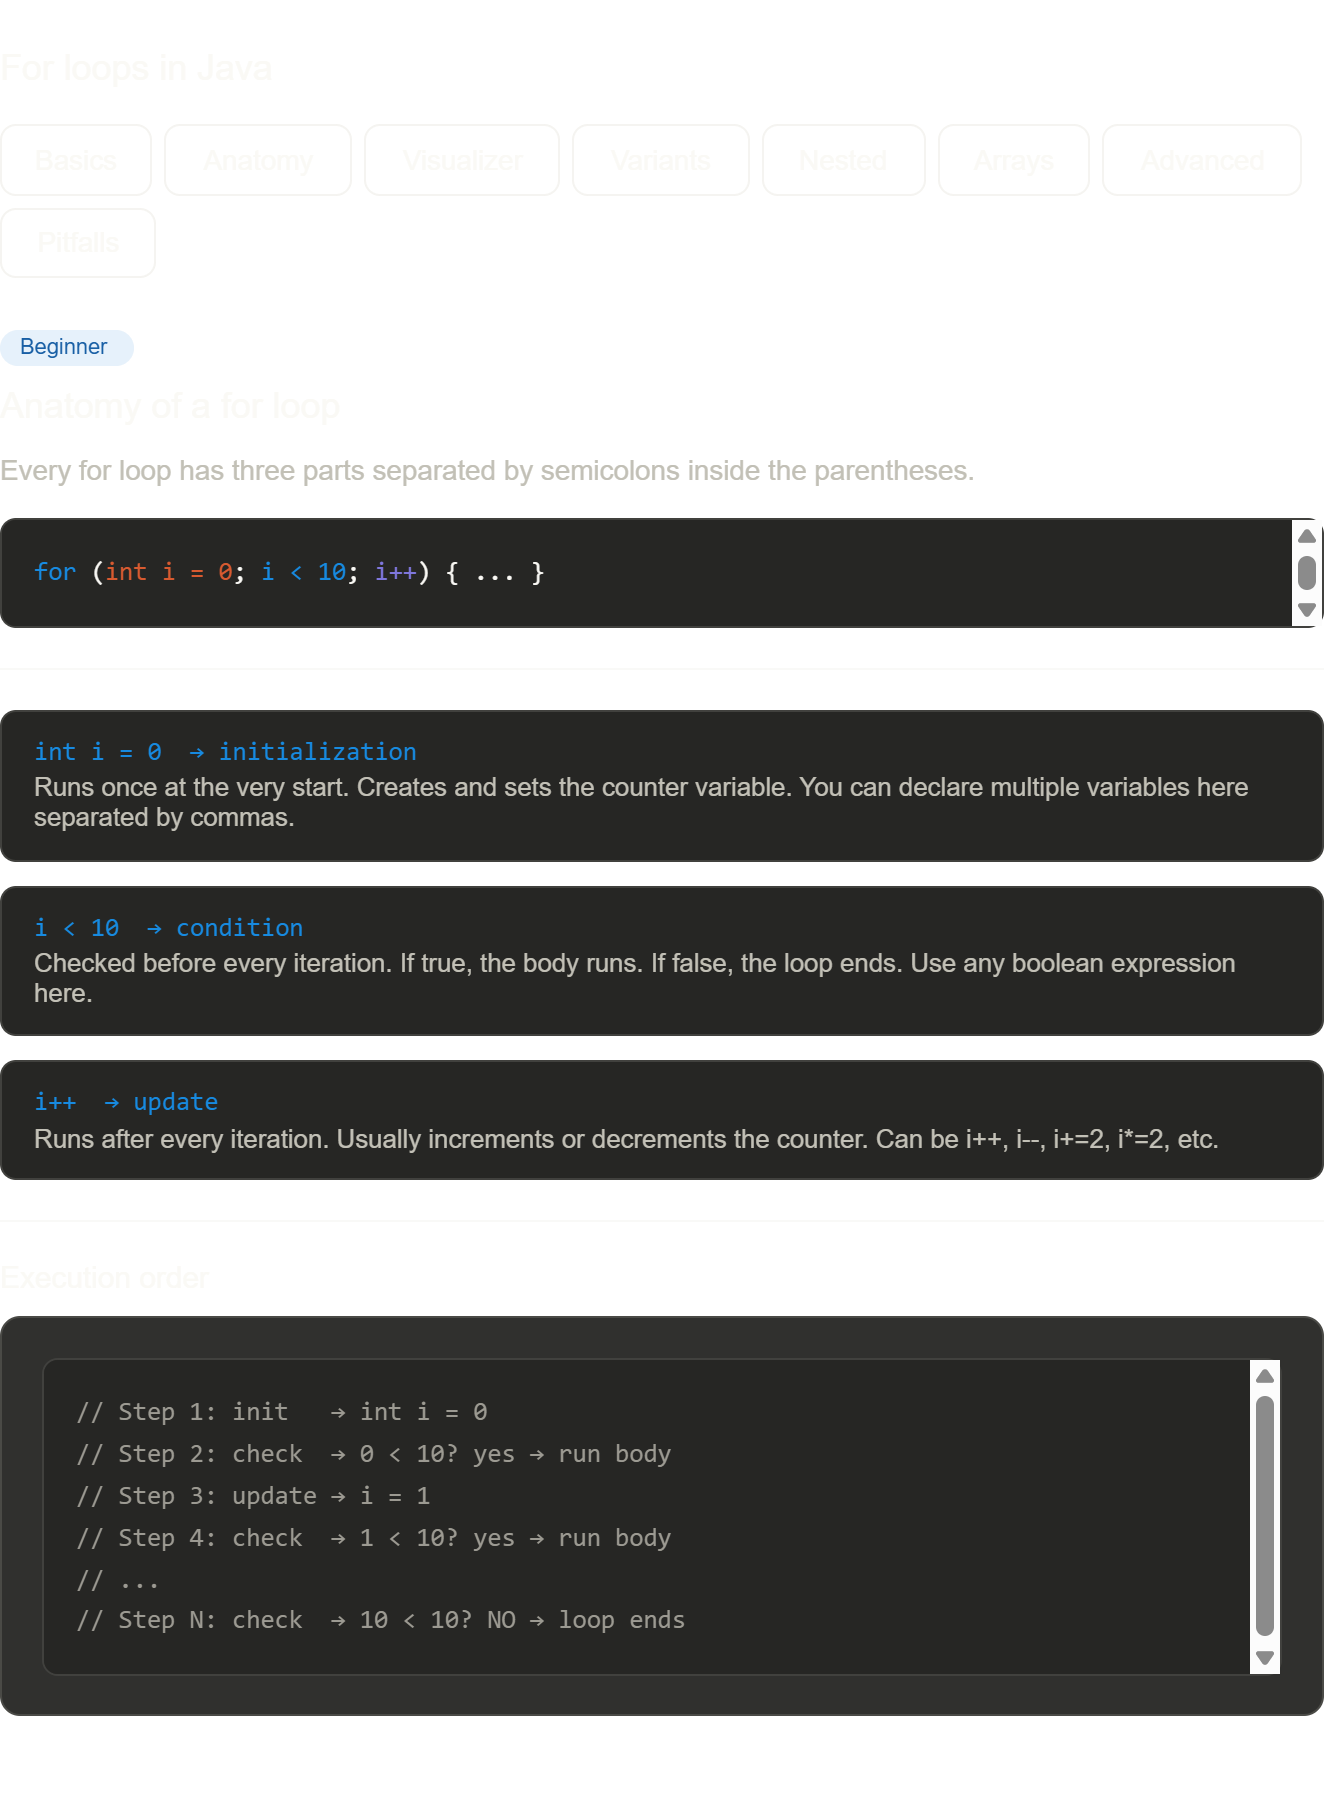 For loops in Java
Basics
Anatomy
Visualizer
Variants
Nested
Arrays
Advanced
Pitfalls
Beginner
Anatomy of a for loop
Every for loop has three parts separated by semicolons inside the parentheses.
for (int i = 0; i < 10; i++) { ... }
int i = 0  → initialization
Runs once at the very start. Creates and sets the counter variable. You can declare multiple variables here
separated by commas.
i < 10  → condition
Checked before every iteration. If true, the body runs. If false, the loop ends. Use any boolean expression
here.
i++  → update
Runs after every iteration. Usually increments or decrements the counter. Can be i++, i--, i+=2, i*=2, etc.
Execution order
// Step 1: init   → int i = 0
// Step 2: check  → 0 < 10? yes → run body
// Step 3: update → i = 1
// Step 4: check  → 1 < 10? yes → run body
// ...
// Step N: check  → 10 < 10? NO → loop ends